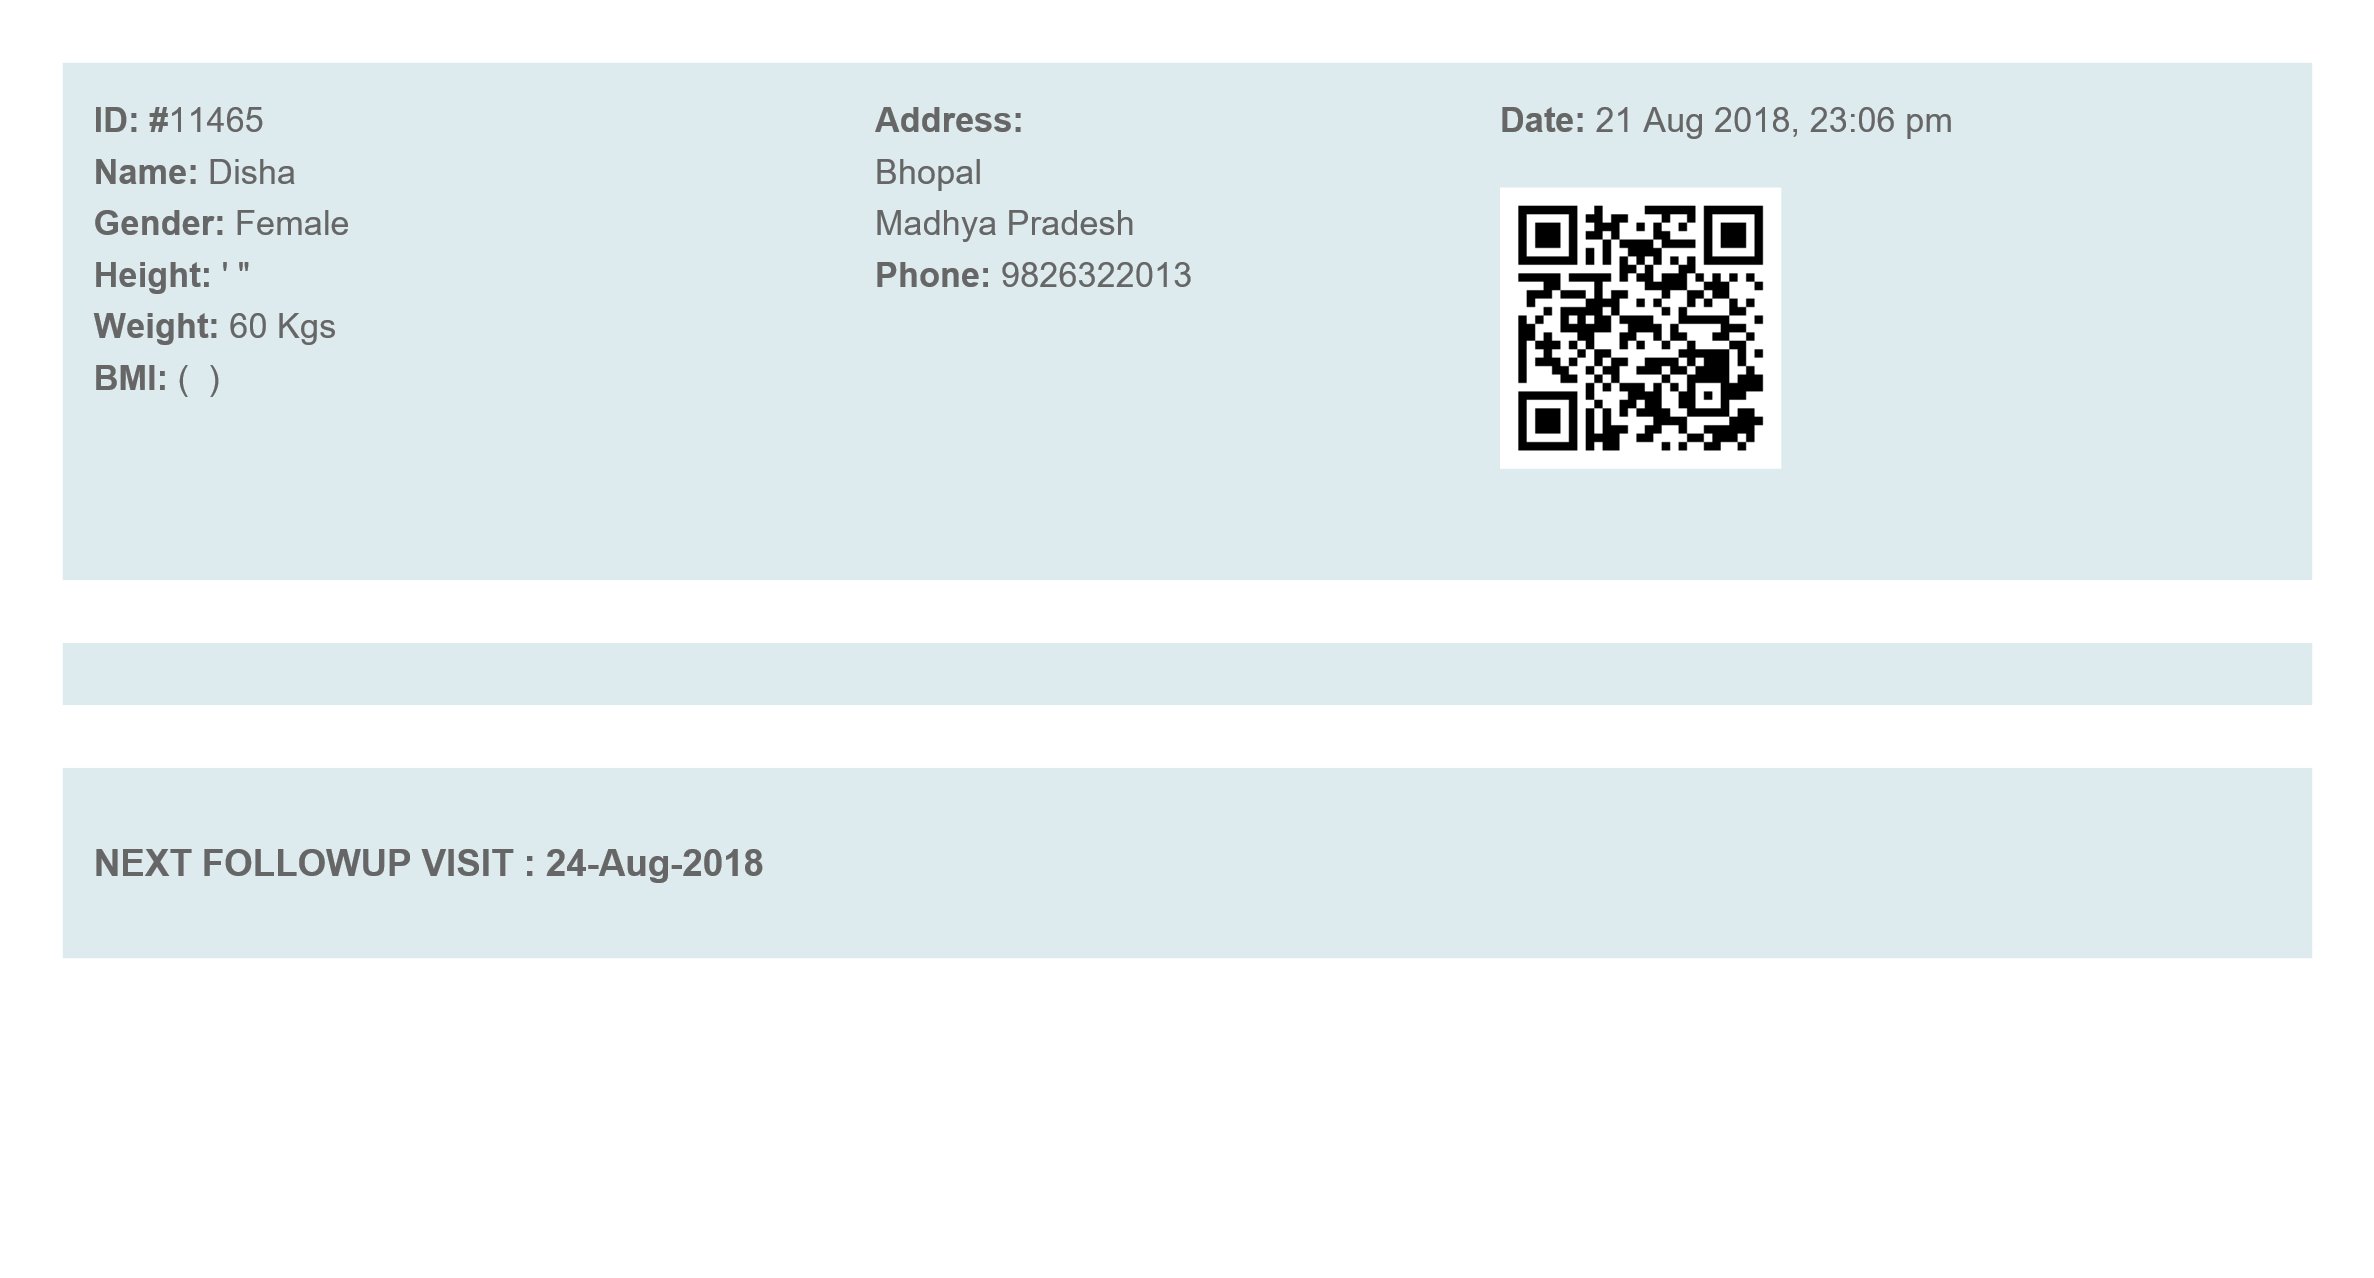 ID: #11465
Name: Disha
Gender: Female
Height: ' "
Weight: 60 Kgs
BMI: (  )
Address:
Bhopal
Madhya Pradesh
Phone: 9826322013
Date: 21 Aug 2018, 23:06 pm
NEXT FOLLOWUP VISIT : 24-Aug-2018